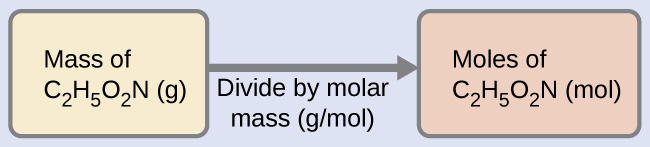 Mass of
C₂H₅O₂N (g)
Divide by molar
mass (g/mol)
Moles of
C₂H₅O₂N (mol)